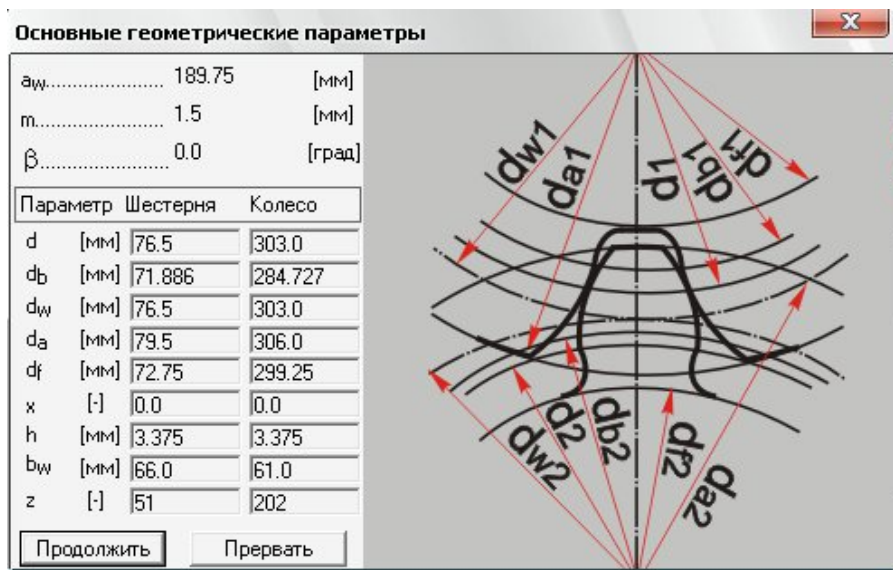 Основные геометрические параметры
X
aw...................... 189.75 [мм]
m...................... 1.5 [мм]
β...................... 0.0 [град]
Параметр Шестерня Колесо
d [мм] 76.5 303.0
db [мм] 71.886 284.727
dw [мм] 76.5 303.0
da [мм] 79.5 306.0
df [мм] 72.75 299.25
x [-] 0.0 0.0
h [мм] 3.375 3.375
bw [мм] 66.0 61.0
z [-] 51 202
Продолжить Прервать
dw1
da1
d1
db1
df1
dw2
d2
db2
df2
da2